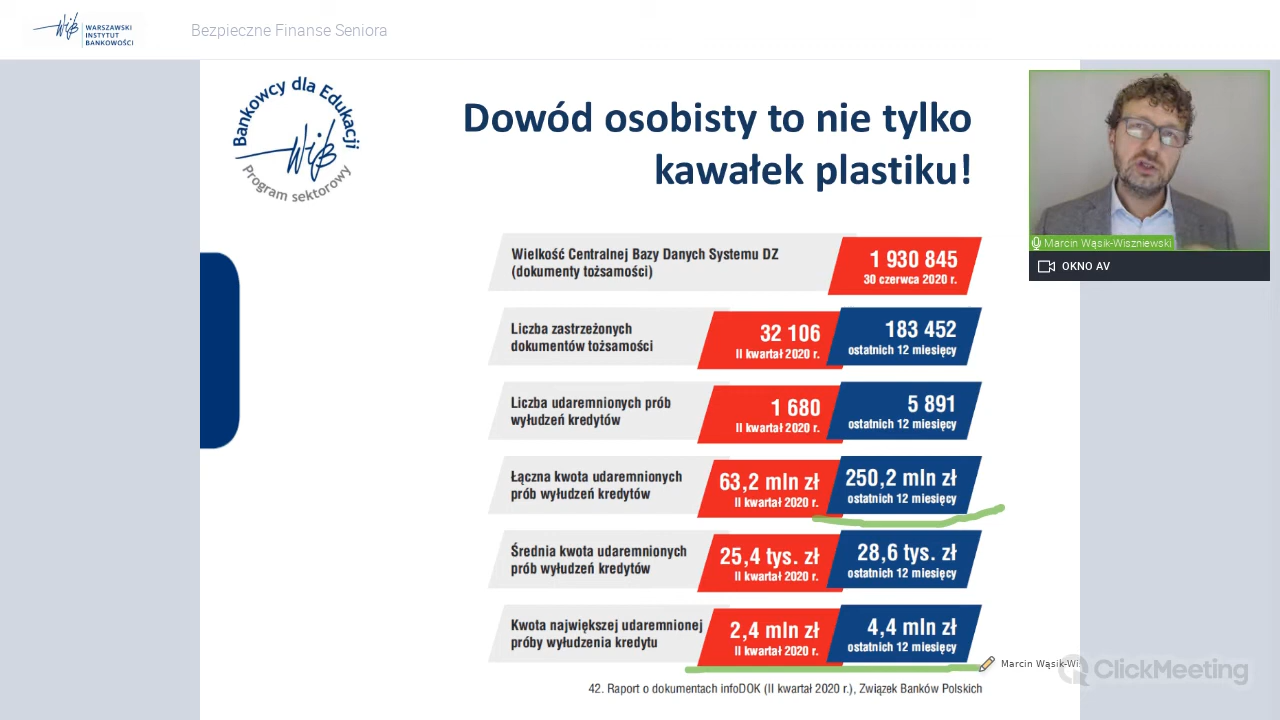 WARSZAWSKI
INSTYTUT
BANKOWOŚCI
Bezpieczne Finanse Seniora
Bankowcy dla Edukacji
WiB
Program sektorowy
Dowód osobisty to nie tylko
kawałek plastiku!
Marcin Wąsik-Wiszniewski
OKNO AV
Wielkość Centralnej Bazy Danych Systemu DZ
(dokumenty tożsamości)
1 930 845
30 czerwca 2020 r.
Liczba zastrzeżonych
dokumentów tożsamości
32 106
II kwartał 2020 r.
183 452
ostatnich 12 miesięcy
Liczba udaremnionych prób
wyłudzeń kredytów
1 680
II kwartał 2020 r.
5 891
ostatnich 12 miesięcy
Łączna kwota udaremnionych
prób wyłudzeń kredytów
63,2 mln zł
II kwartał 2020 r.
250,2 mln zł
ostatnich 12 miesięcy
Średnia kwota udaremnionych
prób wyłudzeń kredytów
25,4 tys. zł
II kwartał 2020 r.
28,6 tys. zł
ostatnich 12 miesięcy
Kwota największej udaremnionej
próby wyłudzenia kredytu
2,4 mln zł
II kwartał 2020 r.
4,4 mln zł
ostatnich 12 miesięcy
Marcin Wąsik-Wi
ClickMeeting
42. Raport o dokumentach infoDOK (II kwartał 2020 r.), Związek Banków Polskich